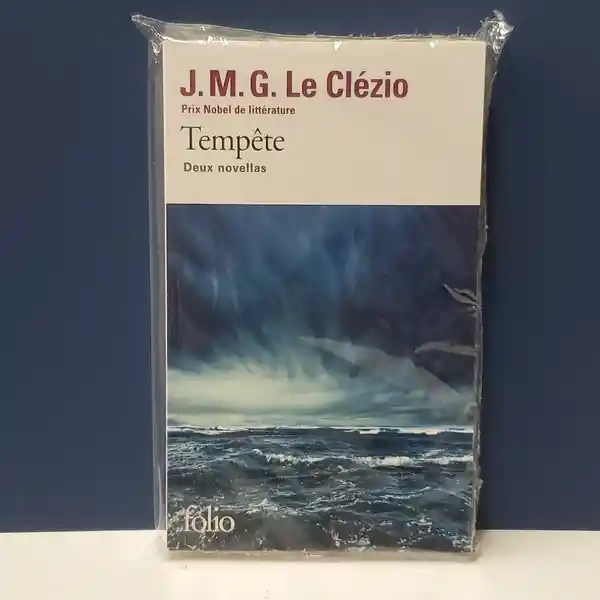 J.M.G. Le Clézio
Prix Nobel de littérature
Tempête
Deux novellas
folio